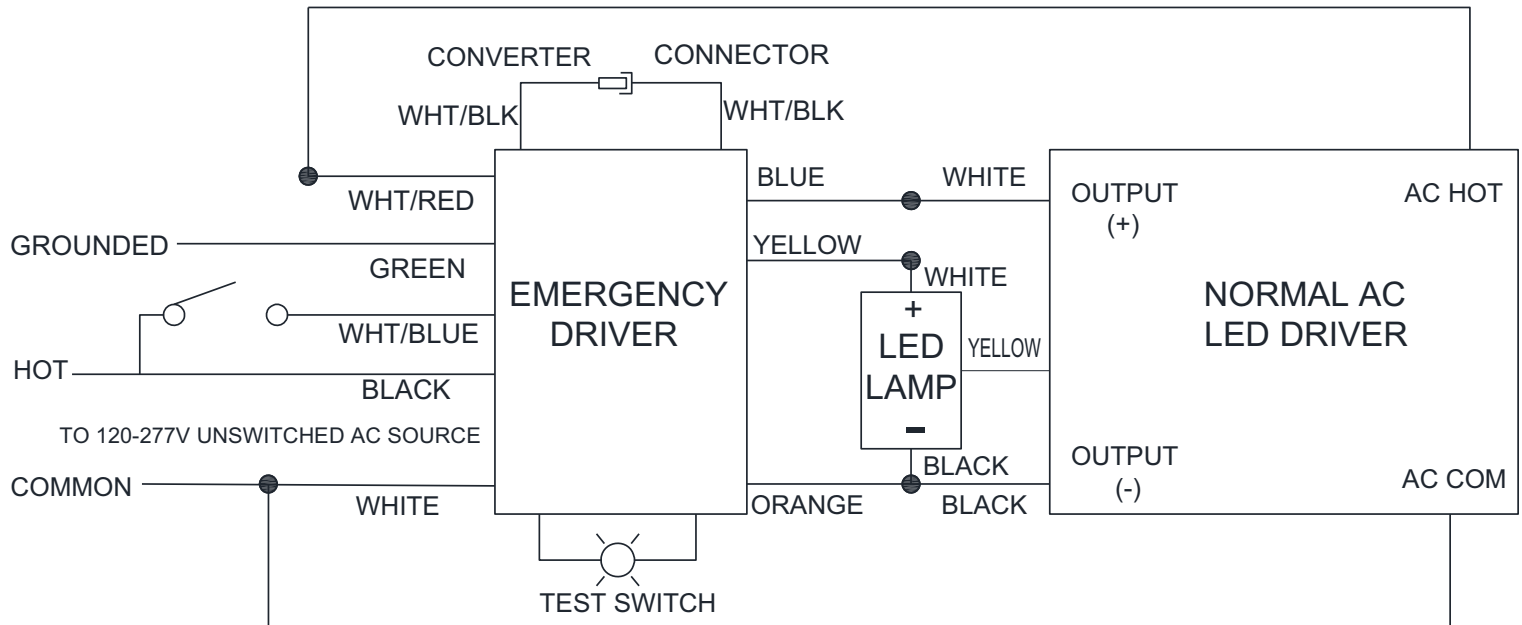 CONVERTER
CONNECTOR
WHT/BLK
WHT/BLK
WHT/RED
GROUNDED
GREEN
WHT/BLUE
HOT
BLACK
TO 120-277V UNSWITCHED AC SOURCE
COMMON
WHITE
EMERGENCY
DRIVER
TEST SWITCH
BLUE
WHITE
YELLOW
WHITE
+
LED
LAMP
-
YELLOW
BLACK
ORANGE
BLACK
OUTPUT
(+)
AC HOT
NORMAL AC
LED DRIVER
OUTPUT
(-)
AC COM